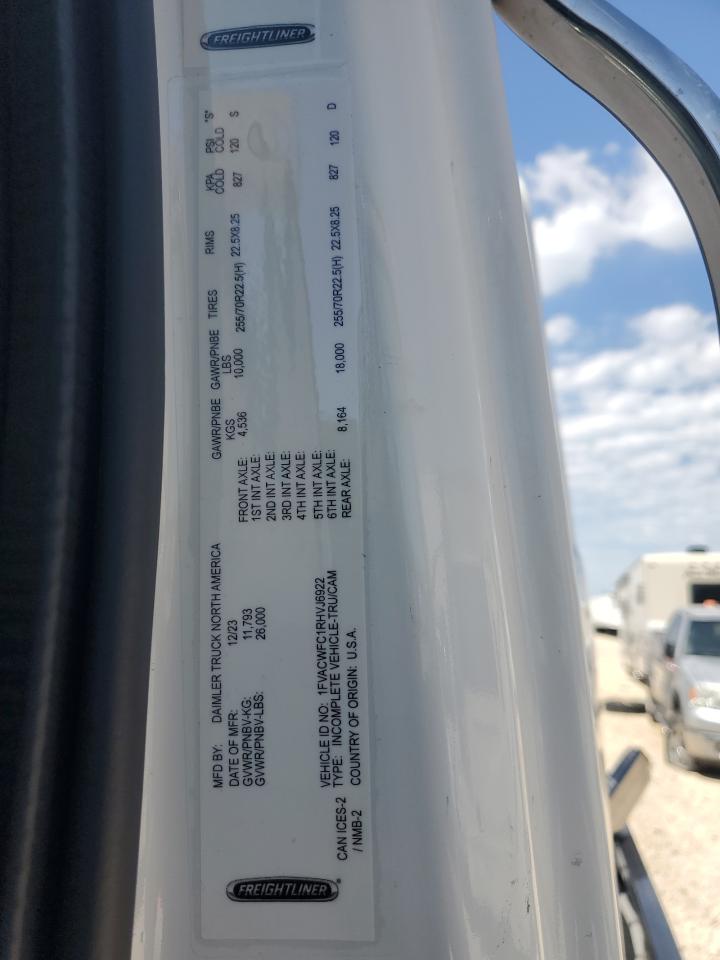 FREIGHTLINER
MFD BY: DAIMLER TRUCK NORTH AMERICA
DATE OF MFR: 12/23
GVWR/PNBV-KG: 11,793
GVWR/PNBV-LBS: 26,000
VEHICLE ID NO: 1FVACWFC1RHVJ6922
TYPE: INCOMPLETE VEHICLE-TRU/CAM
COUNTRY OF ORIGIN: U.S.A.
CAN ICES-2
/ NMB-2
GAWR/PNBE GAWR/PNBE TIRES RIMS KPA PSI "S"
KGS LBS COLD COLD
FRONT AXLE: 4,536 10,000 255/70R22.5(H) 22.5X8.25 827 120 S
1ST INT AXLE:
2ND INT AXLE:
3RD INT AXLE:
4TH INT AXLE:
5TH INT AXLE:
6TH INT AXLE:
REAR AXLE: 8,164 18,000 255/70R22.5(H) 22.5X8.25 827 120 D
FREIGHTLINER